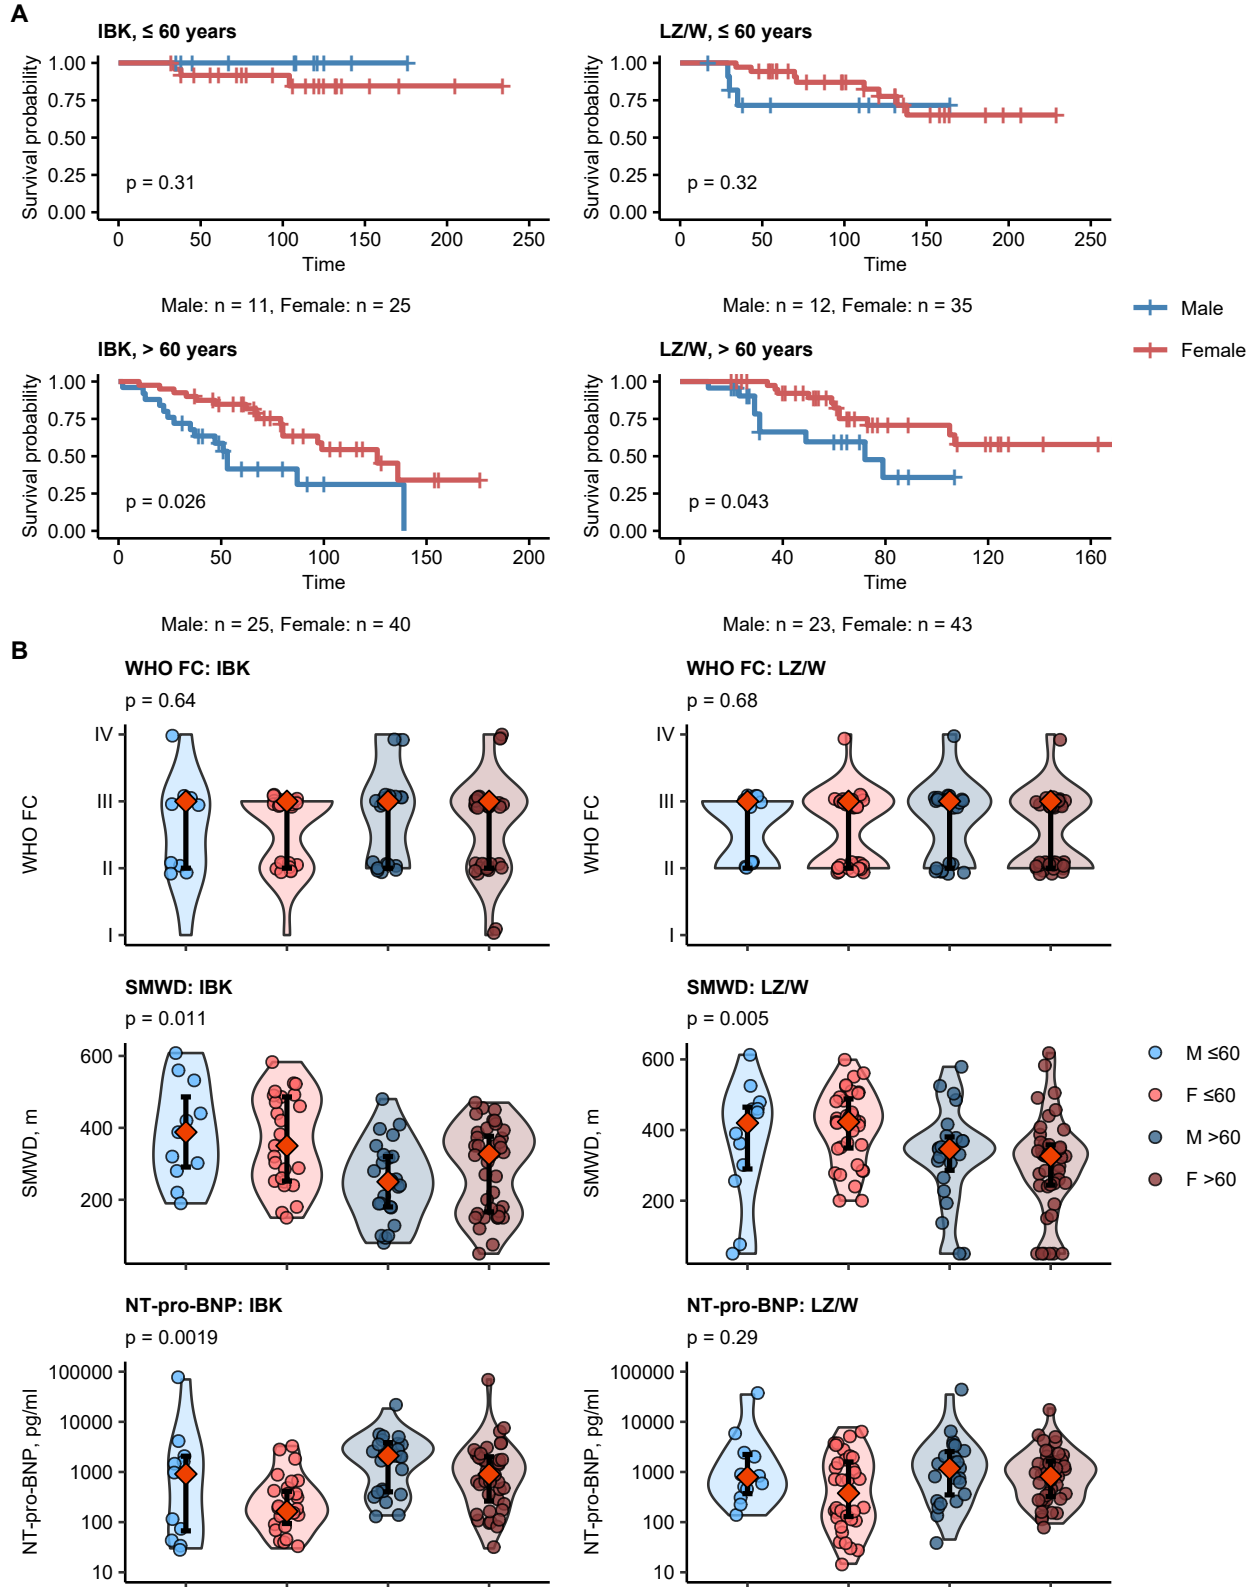 A
IBK, ≤ 60 years
LZ/W, ≤ 60 years
Survival probability
1.00
0.75
0.50
0.25
0.00
p = 0.31
0 50 100 150 200 250
Time
Male: n = 11, Female: n = 25
Survival probability
1.00
0.75
0.50
0.25
0.00
p = 0.32
0 50 100 150 200 250
Time
Male: n = 12, Female: n = 35
Male
Female
IBK, > 60 years
LZ/W, > 60 years
Survival probability
1.00
0.75
0.50
0.25
0.00
p = 0.026
0 50 100 150 200
Time
Male: n = 25, Female: n = 40
Survival probability
1.00
0.75
0.50
0.25
0.00
p = 0.043
0 40 80 120 160
Time
Male: n = 23, Female: n = 43
B
WHO FC: IBK
p = 0.64
WHO FC
IV
III
II
I
WHO FC: LZ/W
p = 0.68
WHO FC
IV
III
II
I
SMWD: IBK
p = 0.011
SMWD, m
600
400
200
SMWD: LZ/W
p = 0.005
SMWD, m
600
400
200
M ≤60
F ≤60
M >60
F >60
NT-pro-BNP: IBK
p = 0.0019
NT-pro-BNP, pg/ml
100000
10000
1000
100
10
NT-pro-BNP: LZ/W
p = 0.29
NT-pro-BNP, pg/ml
100000
10000
1000
100
10